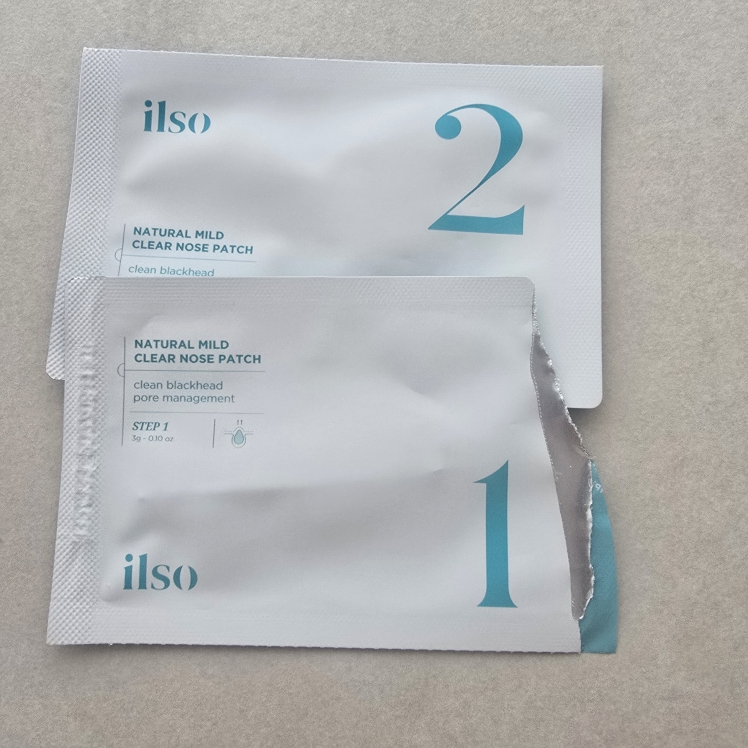 ilso
2
NATURAL MILD
CLEAR NOSE PATCH
clean blackhead
NATURAL MILD
CLEAR NOSE PATCH
clean blackhead
pore management
STEP 1
3g - 0.10 oz
1
ilso